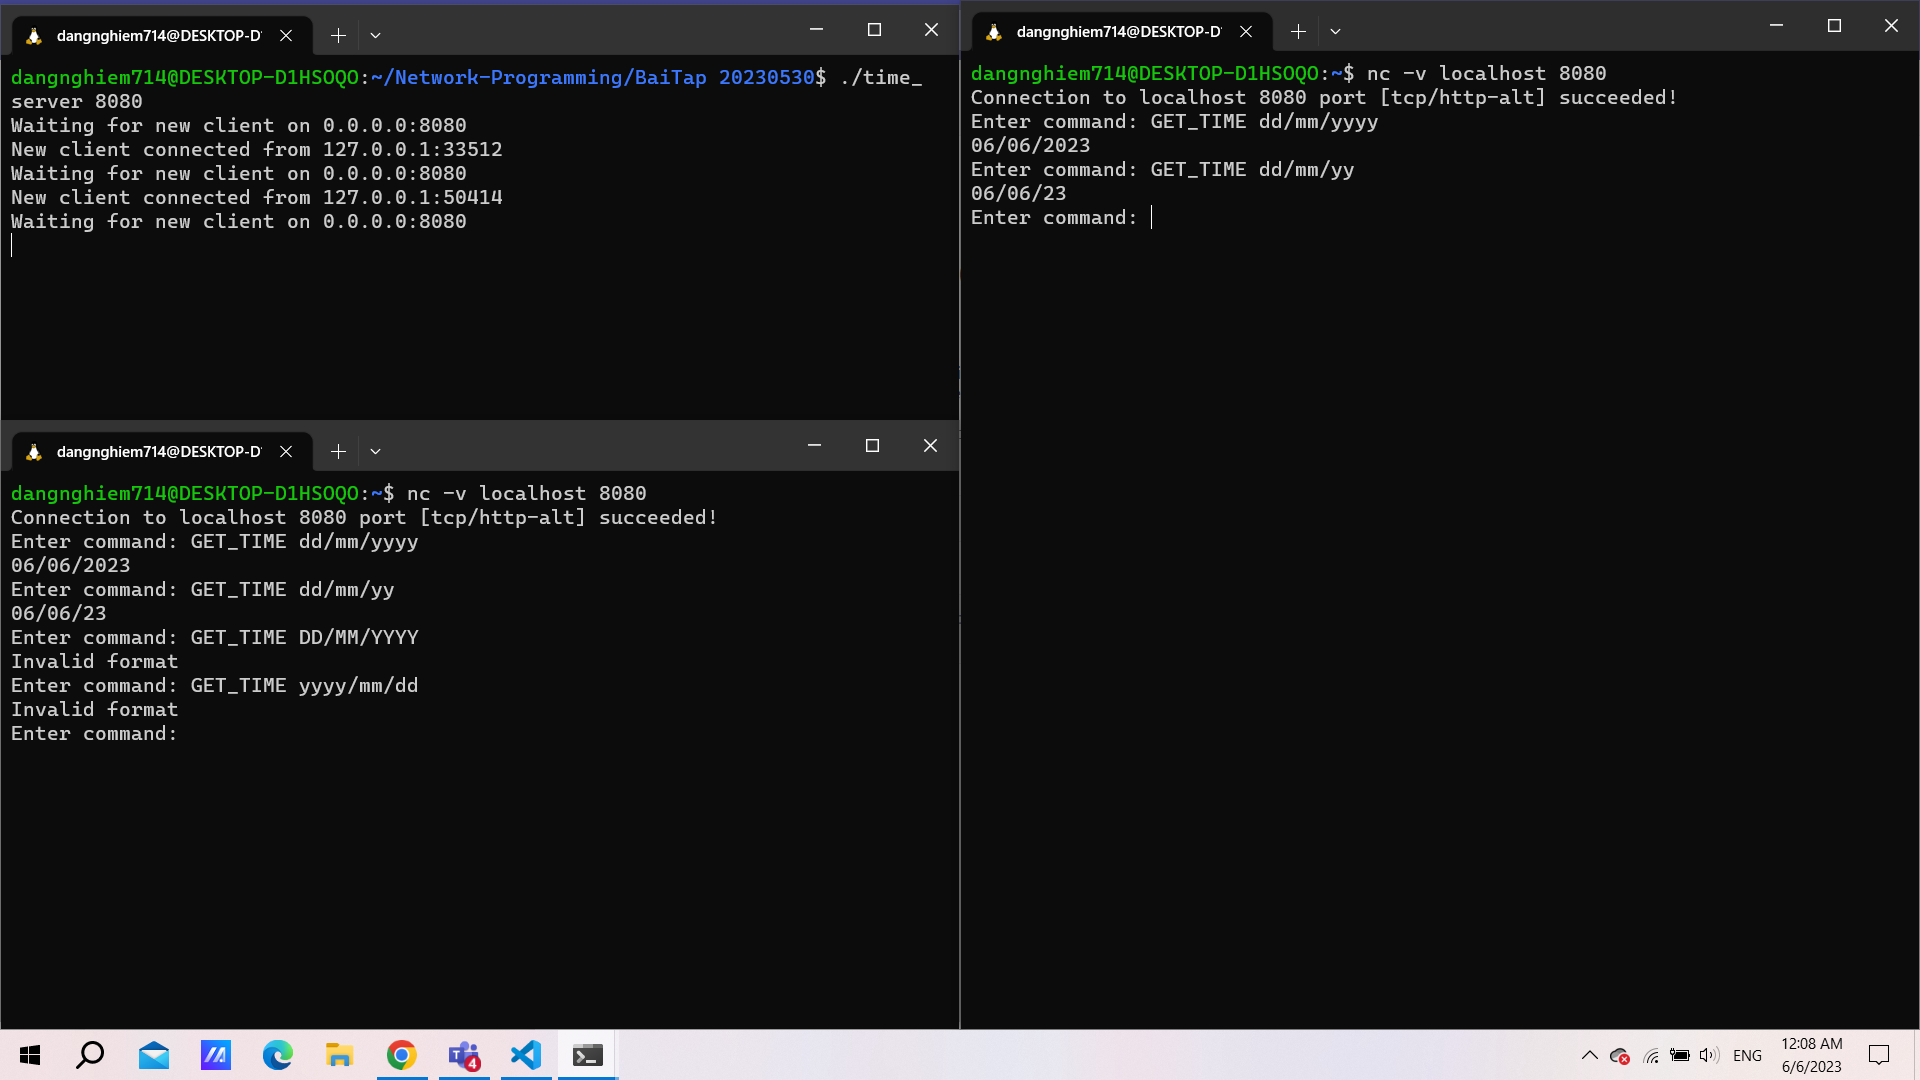 dangnghiem714@DESKTOP-D'
dangnghiem714@DESKTOP-D1HSOQO:~/Network-Programming/BaiTap 20230530$ ./time_
server 8080
Waiting for new client on 0.0.0.0:8080
New client connected from 127.0.0.1:33512
Waiting for new client on 0.0.0.0:8080
New client connected from 127.0.0.1:50414
Waiting for new client on 0.0.0.0:8080
dangnghiem714@DESKTOP-D'
dangnghiem714@DESKTOP-D1HSOQO:~$ nc -v localhost 8080
Connection to localhost 8080 port [tcp/http-alt] succeeded!
Enter command: GET_TIME dd/mm/yyyy
06/06/2023
Enter command: GET_TIME dd/mm/yy
06/06/23
Enter command: GET_TIME DD/MM/YYYY
Invalid format
Enter command: GET_TIME yyyy/mm/dd
Invalid format
Enter command:
dangnghiem714@DESKTOP-D'
dangnghiem714@DESKTOP-D1HSOQO:~$ nc -v localhost 8080
Connection to localhost 8080 port [tcp/http-alt] succeeded!
Enter command: GET_TIME dd/mm/yyyy
06/06/2023
Enter command: GET_TIME dd/mm/yy
06/06/23
Enter command:
4
ENG
12:08 AM
6/6/2023